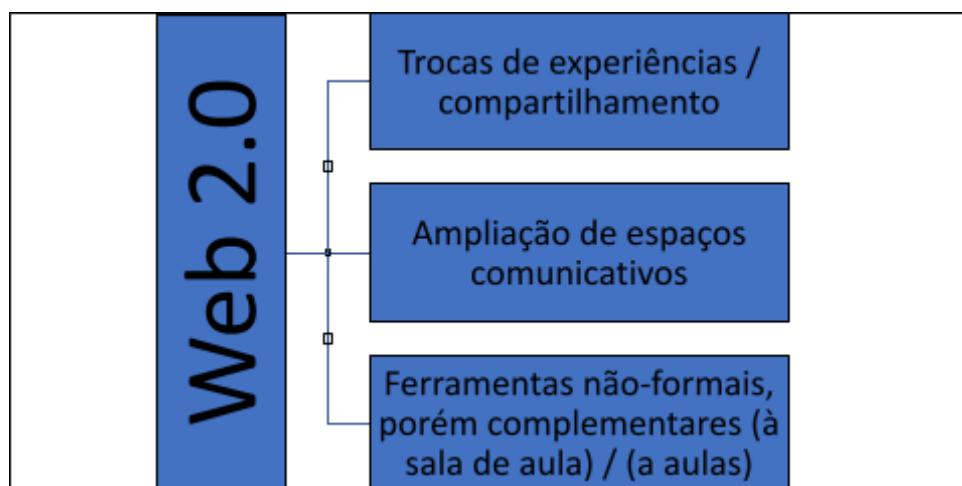 Web 2.0
Trocas de experiências /
compartilhamento
Ampliação de espaços
comunicativos
Ferramentas não-formais,
porém complementares (à
sala de aula) / (a aulas)